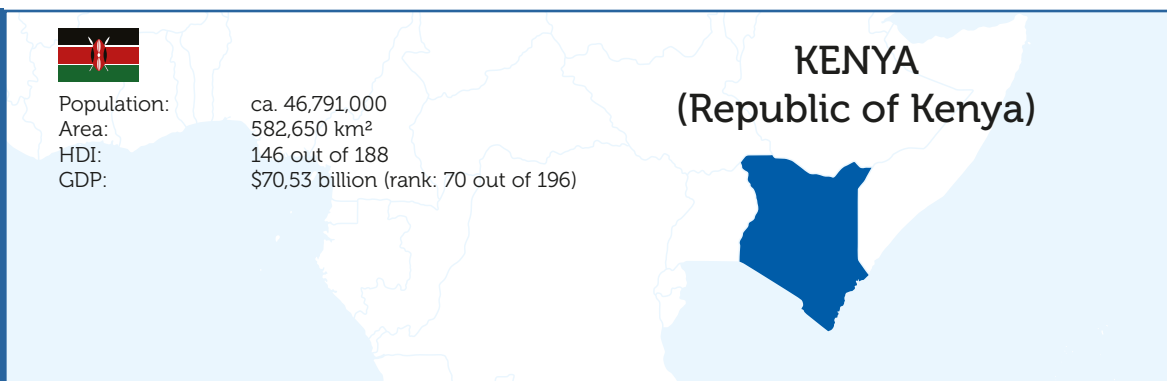 KENYA
(Republic of Kenya)
Population: ca. 46,791,000
Area: 582,650 km²
HDI: 146 out of 188
GDP: $70,53 billion (rank: 70 out of 196)